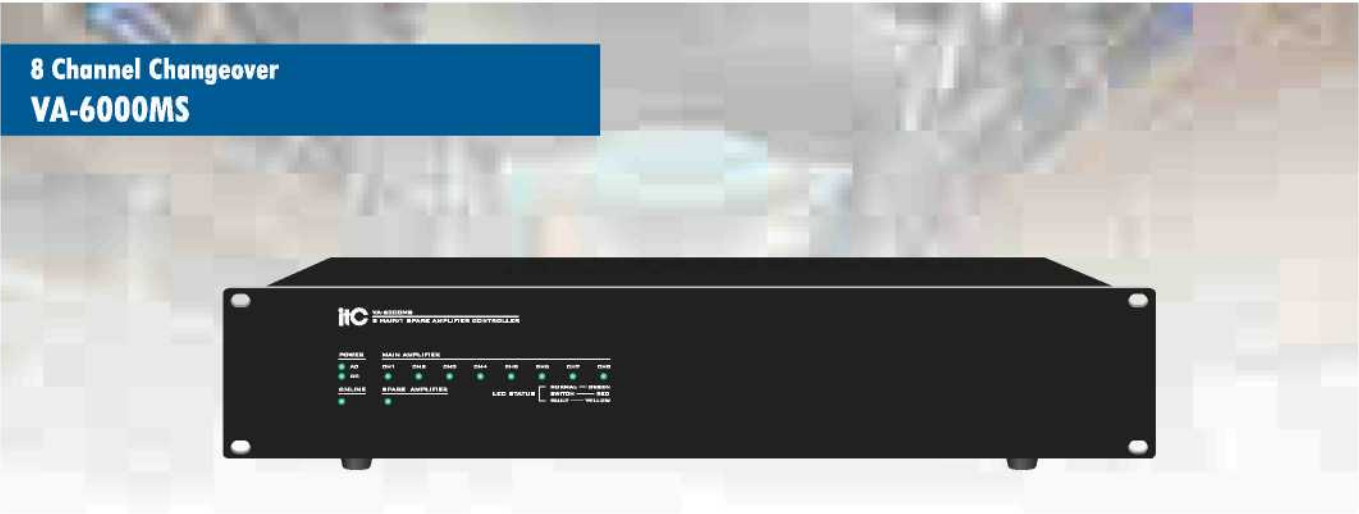 8 Channel Changeover
VA-6000MS
itC VA-6000MS
8 MAIN/1 SPARE AMPLIFIER CONTROLLER
POWER MAIN AMPLIFIER
AC CH1 CH2 CH3 CH4 CH5 CH6 CH7 CH8
DC
ONLINE SPARE AMPLIFIER
LED STATUS
NORMAL GREEN
SWITCH RED
FAULT YELLOW